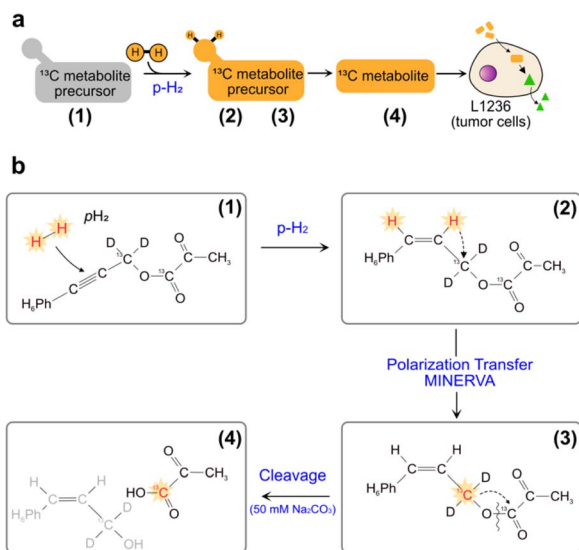 a
H H
H H
¹³C metabolite
precursor
p-H₂
¹³C metabolite
precursor
¹³C metabolite
L1236
(tumor cells)
(1)
(2)
(3)
(4)
b
(1)
pH₂
H
H
D D
¹³C
O
¹³C
O
O
CH₃
H₆Ph
p-H₂
(2)
H H
C C
H₆Ph
D
¹³C
D
O
¹³C
O
O
CH₃
Polarization Transfer
MINERVA
(3)
H H
C C
H₆Ph
D
¹³C
D
O
¹³C
O
O
CH₃
Cleavage
(50 mM Na₂CO₃)
(4)
O
C
CH₃
HO
¹³C
O
H H
C C
H₆Ph
C
D
D
OH